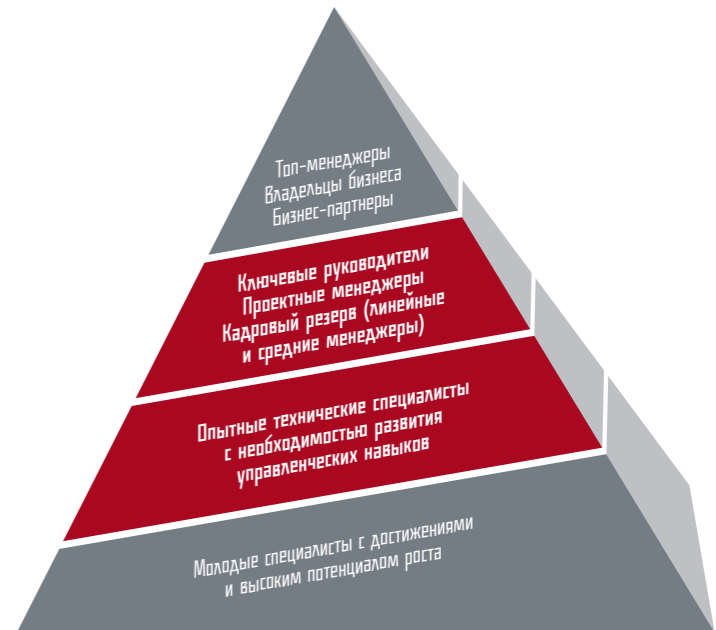 Топ-менеджеры
Владельцы бизнеса
Бизнес-партнеры
Ключевые руководители
Проектные менеджеры
Кадровый резерв (линейные
и средние менеджеры)
Опытные технические специалисты
с необходимостью развития
управленческих навыков
Молодые специалисты с достижениями
и высоким потенциалом роста